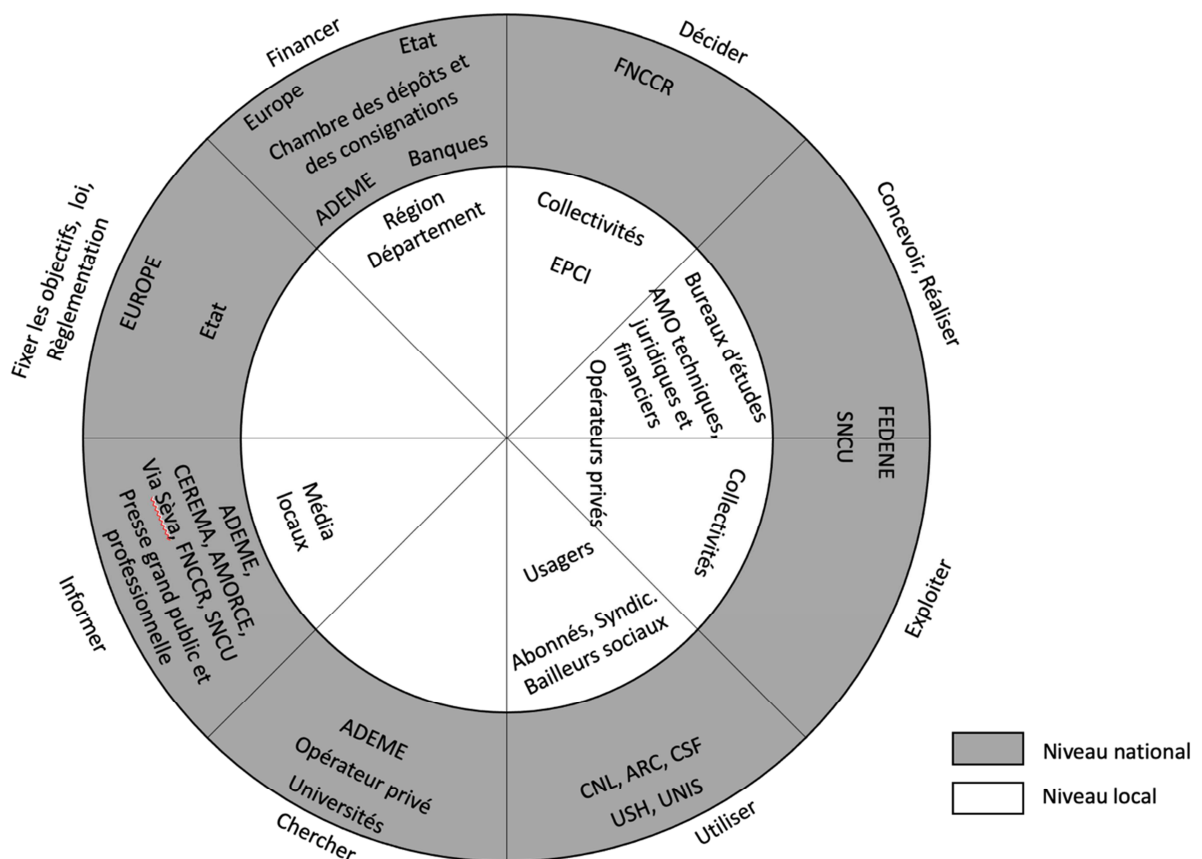 Financer
Etat
Europe
Chambre des dépôts et
des consignations
Banques
ADEME
Région
Département
Décider
FNCCR
Collectivités
EPCI
Concevoir, Réaliser
Bureaux d'études
AMO techniques,
juridiques et
financiers
Opérateurs privés
FEDENE
SNCU
Exploiter
Collectivités
Utiliser
Usagers
Abonnés, Syndic.
Bailleurs sociaux
CNL, ARC, CSF
USH, UNIS
Chercher
ADEME
Opérateur privé
Universités
Informer
Média
locaux
ADEME,
CEREMA, AMORCE,
Via Sèva, FNCCR, SNCU
Presse grand public et
professionnelle
Fixer les objectifs, loi,
Règlementation
EUROPE
Etat
Niveau national
Niveau local